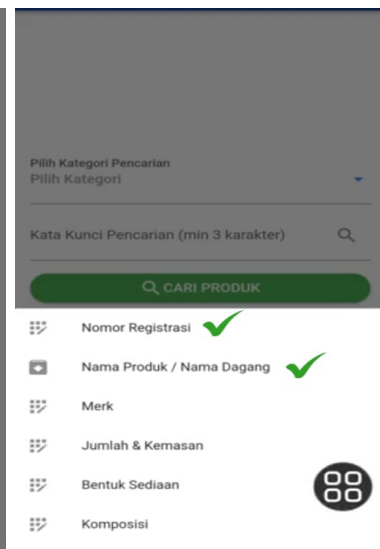 Pilih Kategori Pencarian
Pilih Kategori
Kata Kunci Pencarian (min 3 karakter)
CARI PRODUK
Nomor Registrasi
Nama Produk / Nama Dagang
Merk
Jumlah & Kemasan
Bentuk Sediaan
Komposisi